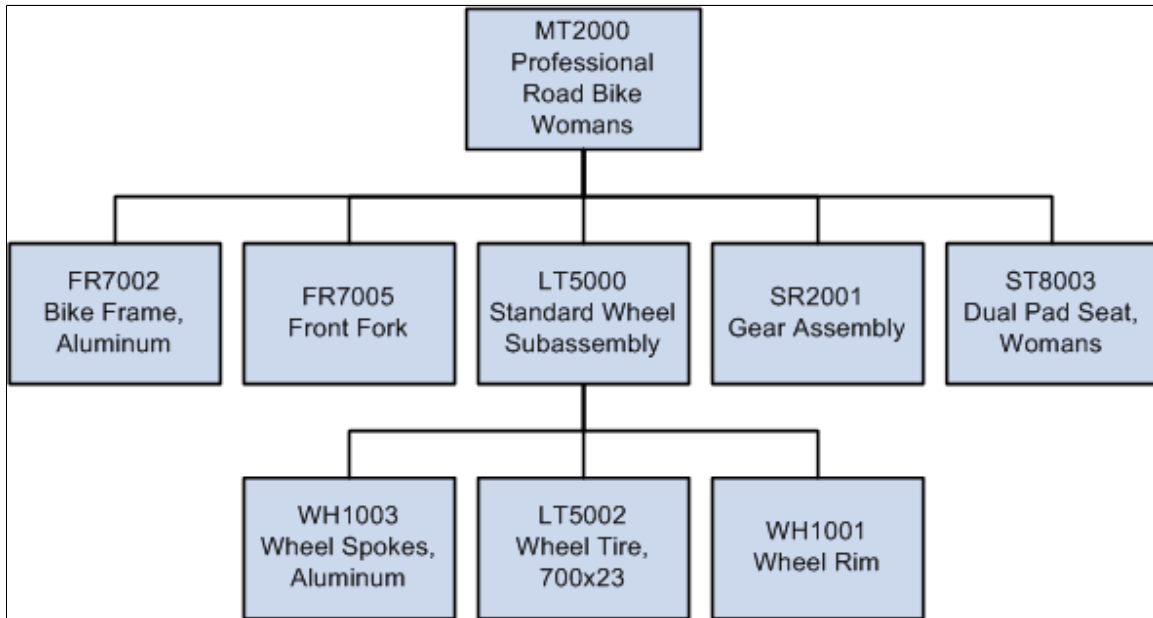 MT2000
Professional
Road Bike
Womans
FR7002
Bike Frame,
Aluminum
FR7005
Front Fork
LT5000
Standard Wheel
Subassembly
SR2001
Gear Assembly
ST8003
Dual Pad Seat,
Womans
WH1003
Wheel Spokes,
Aluminum
LT5002
Wheel Tire,
700x23
WH1001
Wheel Rim